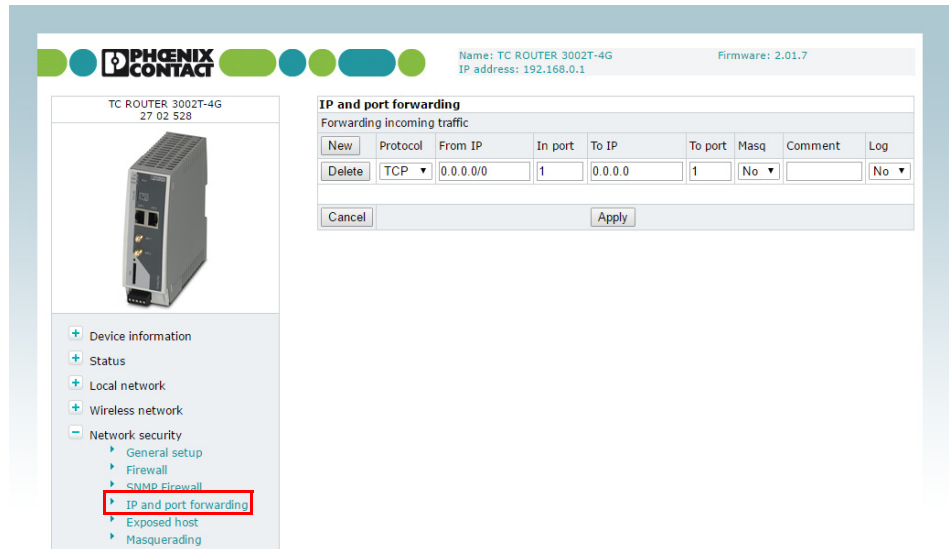 PHŒNIX
CONTACT
Name: TC ROUTER 3002T-4G
IP address: 192.168.0.1
Firmware: 2.01.7
TC ROUTER 3002T-4G
27 02 528
Device information
Status
Local network
Wireless network
Network security
General setup
Firewall
SNMP Firewall
IP and port forwarding
Exposed host
Masquerading
IP and port forwarding
Forwarding incoming traffic
New Protocol From IP In port To IP To port Masq Comment Log
Delete TCP 0.0.0.0/0 1 0.0.0.0 1 No No
Cancel Apply